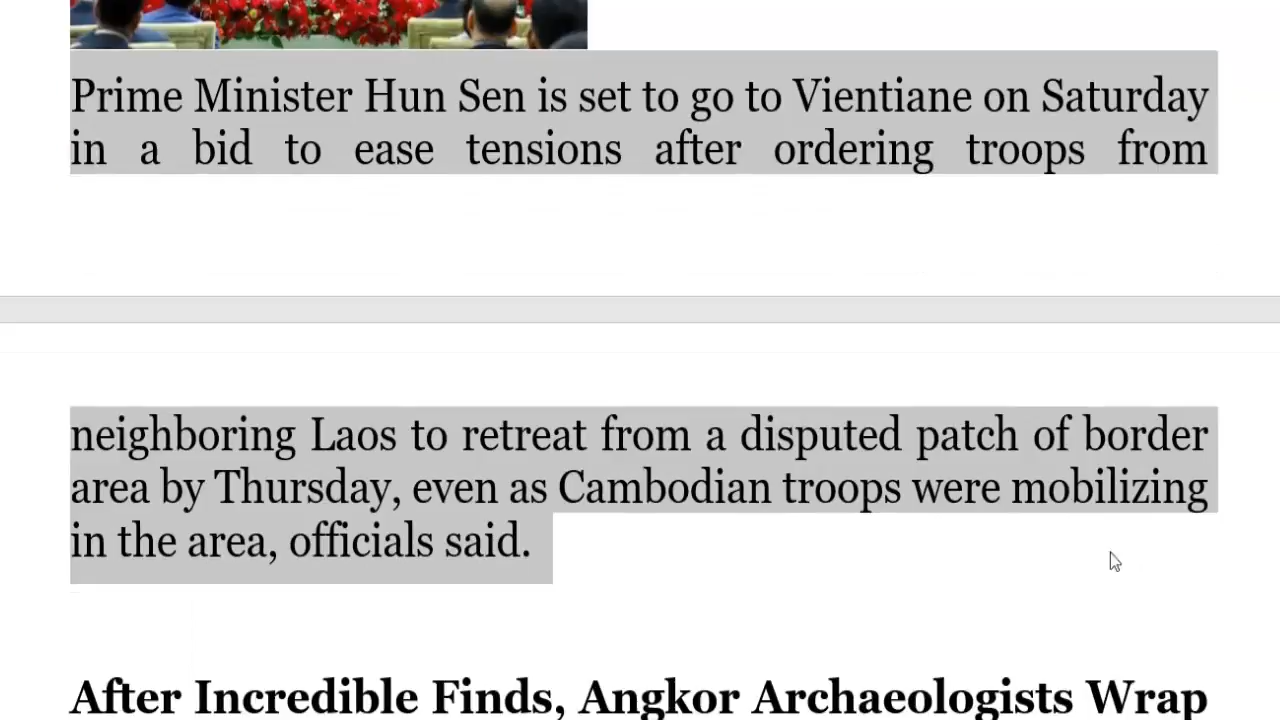 Prime Minister Hun Sen is set to go to Vientiane on Saturday
in a bid to ease tensions after ordering troops from
neighboring Laos to retreat from a disputed patch of border
area by Thursday, even as Cambodian troops were mobilizing
in the area, officials said.
After Incredible Finds, Angkor Archaeologists Wrap